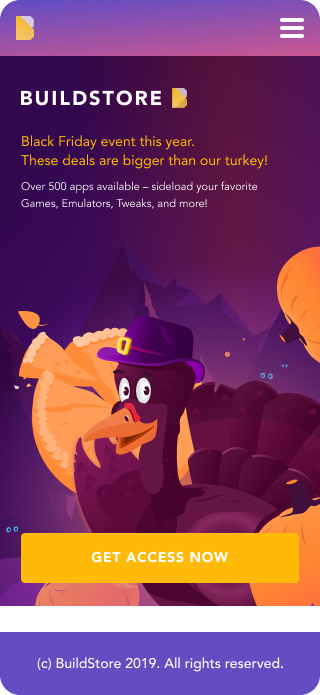 BUILDSTORE
Black Friday event this year.
These deals are bigger than our turkey!
Over 500 apps available – sideload your favorite
Games, Emulators, Tweaks, and more!
GET ACCESS NOW
(c) BuildStore 2019. All rights reserved.